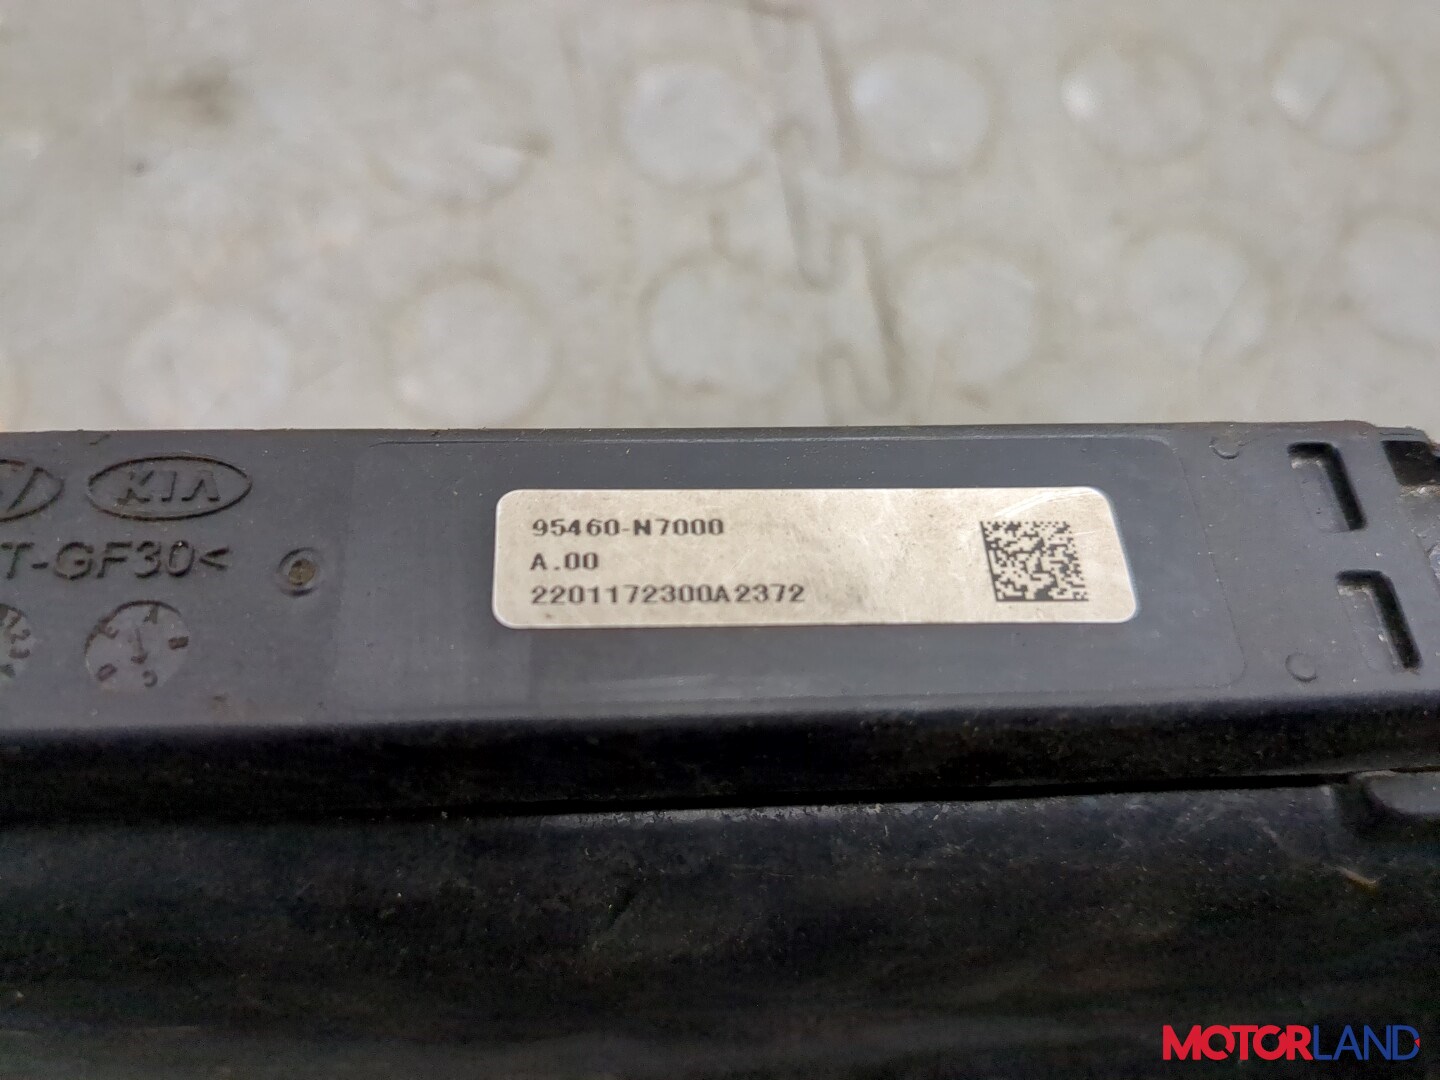 KIA
T-GF30<
95460-N7000
A.00
2201172300A2372
MOTORLAND